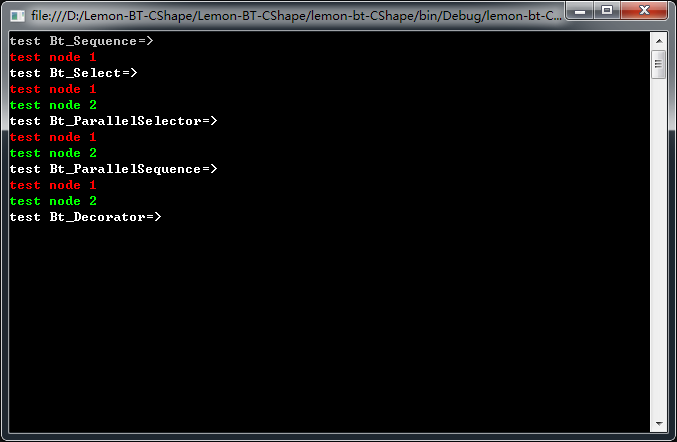 file:///D:/Lemon-BT-CShape/Lemon-BT-CShape/lemon-bt-CShape/bin/Debug/lemon-bt-C...
test Bt_Sequence=>
test node 1
test Bt_Select=>
test node 1
test node 2
test Bt_ParallelSelector=>
test node 1
test node 2
test Bt_ParallelSequence=>
test node 1
test node 2
test Bt_Decorator=>